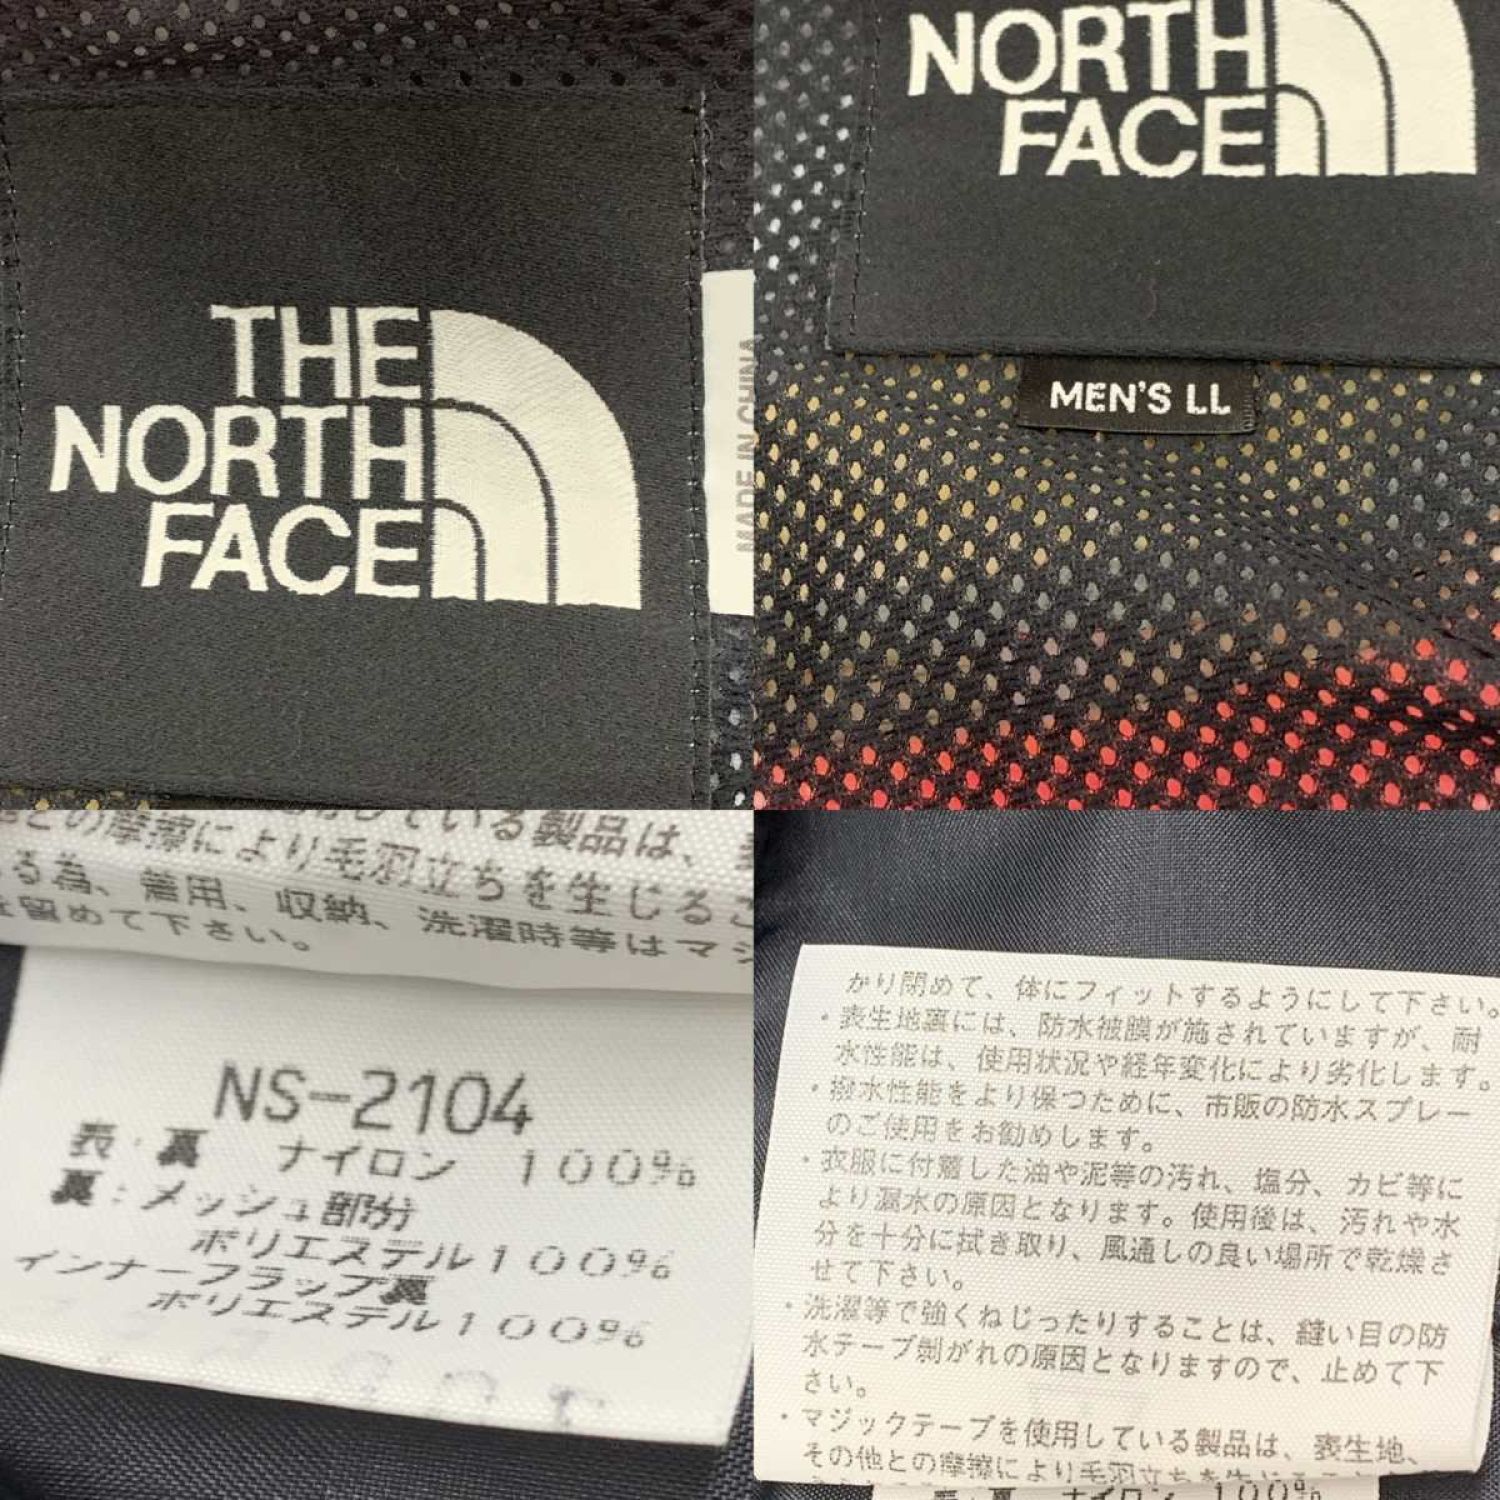 THE
NORTH
FACE
MADE IN CHINA
NORTH
FACE
MEN'S LL
との摩擦により毛羽立ちを生じるこ
る為、着用、収納、洗濯時等はマジ
留めて下さい。
NS-2104
表・裏 ナイロン 100%
裏:メッシュ部分
ポリエステル100%
インナーフラップ裏
ポリエステル100%
かり閉めて、体にフィットするようにして下さい。
・表生地裏には、防水被膜が施されていますが、耐
水性能は、使用状況や経年変化により劣化します。
・撥水性能をより保つために、市販の防水スプレー
のご使用をお勧めします。
・衣服に付着した油や泥等の汚れ、塩分、カビ等に
より漏水の原因となります。使用後は、汚れや水
分を十分に拭き取り、風通しの良い場所で乾燥さ
せて下さい。
・洗濯等で強くねじったりすることは、縫い目の防
水テープ剝がれの原因となりますので、止めて下
さい。
・マジックテープを使用している製品は、表生地、
その他との摩擦により毛羽立ちを生じること
表・裏 ナイロン 100%